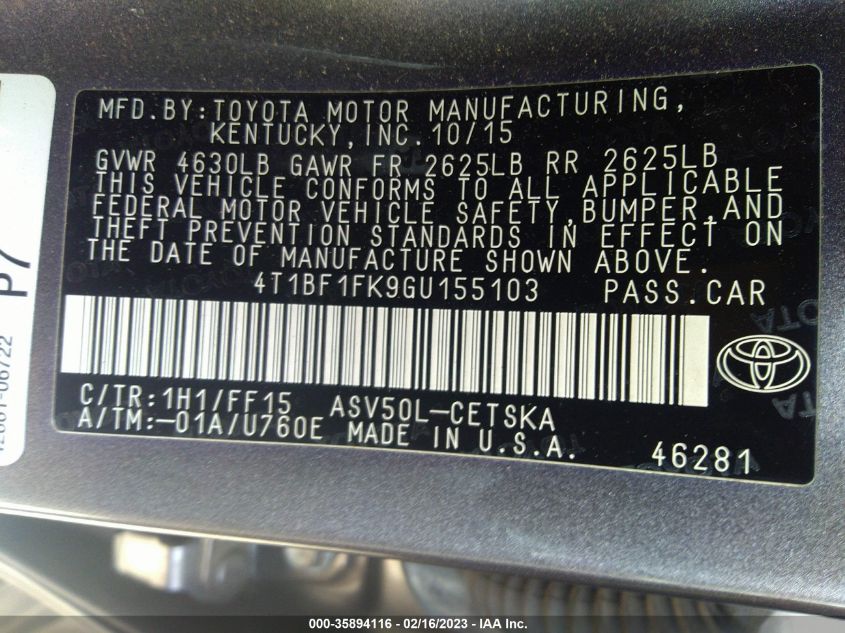 MFD.BY:TOYOTA MOTOR MANUFACTURING,
KENTUCKY,INC.10/15
GVWR 4630LB GAWR FR 2625LB RR 2625LB
THIS VEHICLE CONFORMS TO ALL APPLICABLE
FEDERAL MOTOR VEHICLE SAFETY,BUMPER,AND
THEFT PREVENTION STANDARDS IN EFFECT ON
THE DATE OF MANUFACTURE SHOWN ABOVE.
4T1BF1FK9GU155103 PASS.CAR
C/TR:1H1/FF15 ASV50L-CETSKA
A/TM:-01A/U760E MADE IN U.S.A.
46281
P7
000-35894116 - 02/16/2023 - IAA Inc.